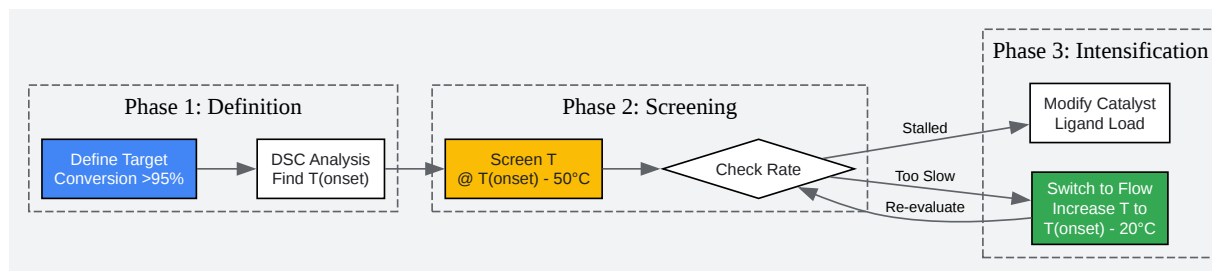 Phase 1: Definition
Define Target
Conversion >95%
DSC Analysis
Find T(onset)
Phase 2: Screening
Screen T
@ T(onset) - 50°C
Check Rate
Stalled
Too Slow
Re-evaluate
Phase 3: Intensification
Modify Catalyst
Ligand Load
Switch to Flow
Increase T to
T(onset) - 20°C